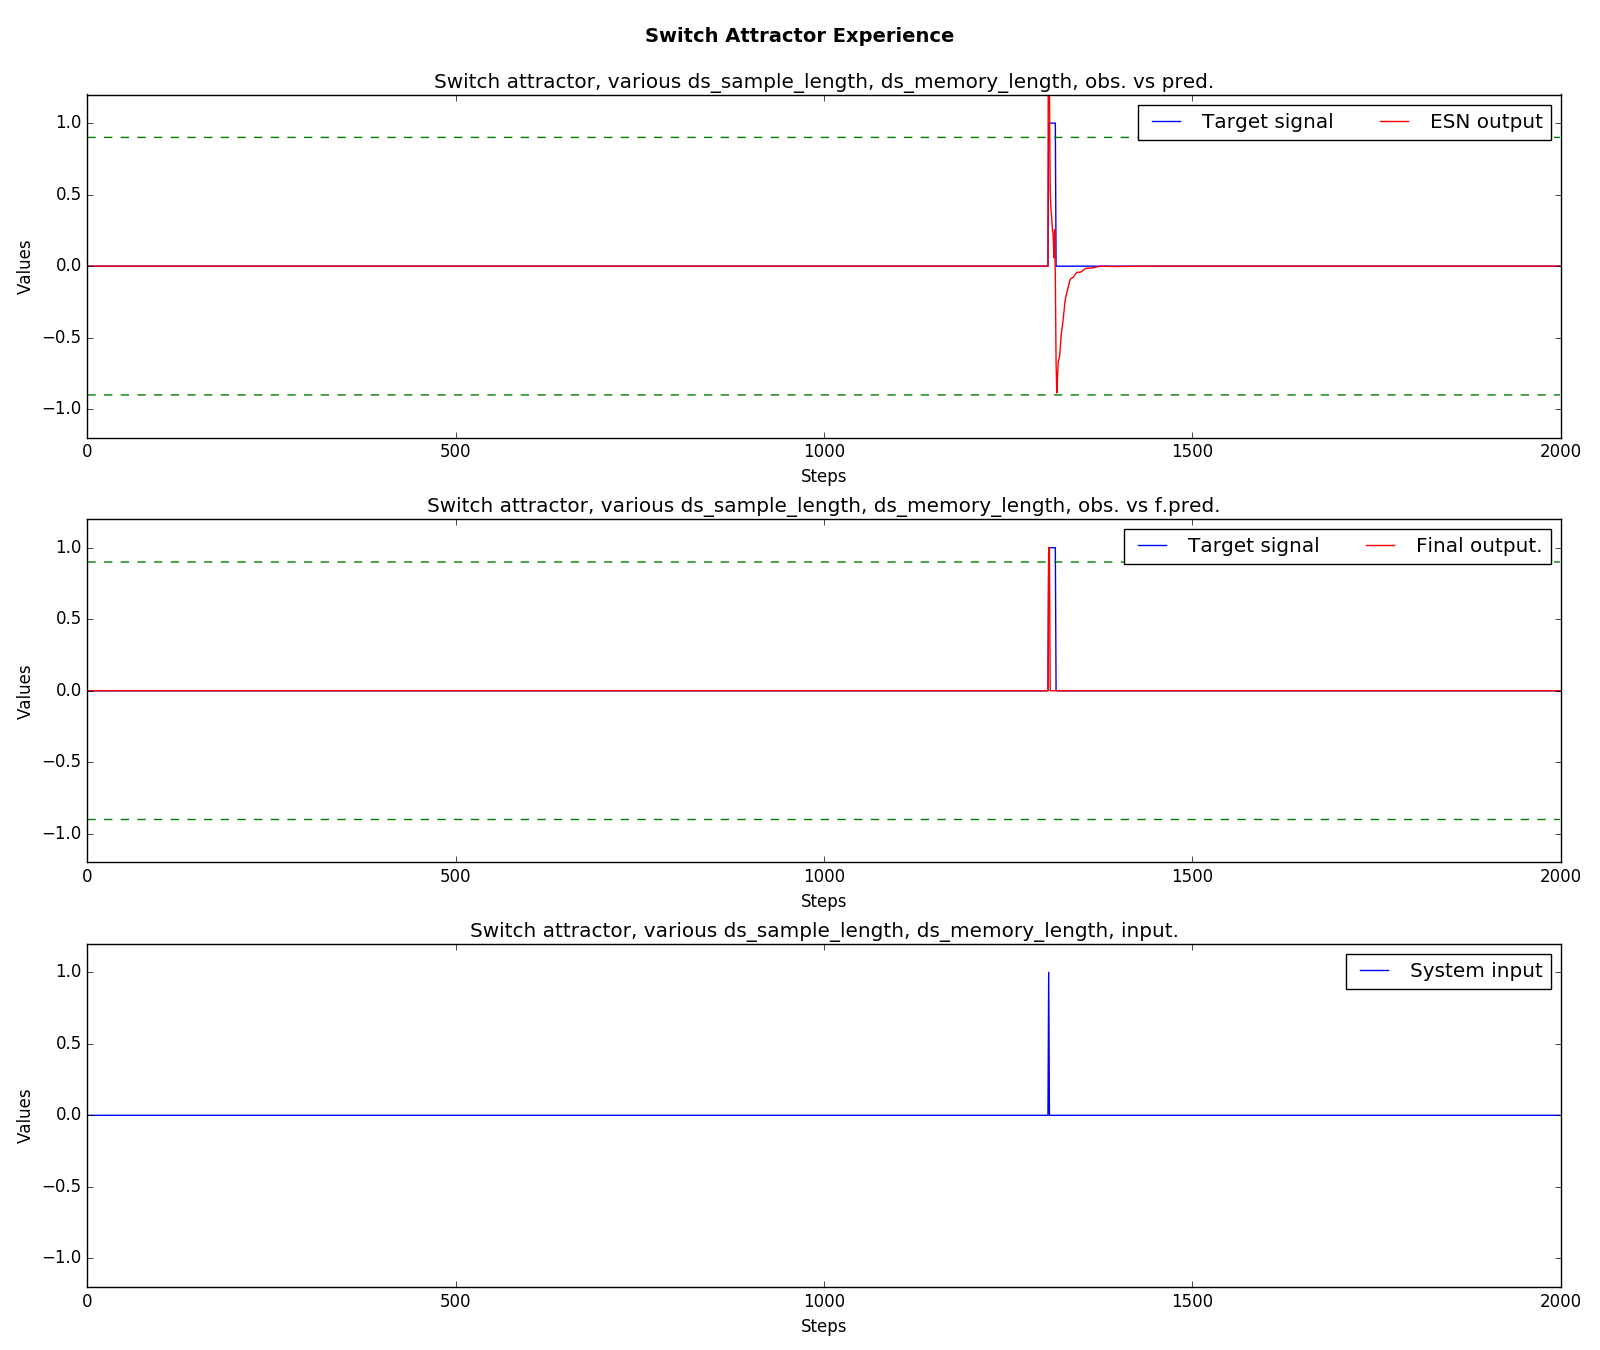 Switch Attractor Experience
Switch attractor, various ds_sample_length, ds_memory_length, obs. vs pred.
Target signal ESN output
1.0
0.5
0.0
−0.5
−1.0
Values
0 500 1000 1500 2000
Steps
Switch attractor, various ds_sample_length, ds_memory_length, obs. vs f.pred.
Target signal Final output.
1.0
0.5
0.0
−0.5
−1.0
Values
0 500 1000 1500 2000
Steps
Switch attractor, various ds_sample_length, ds_memory_length, input.
System input
1.0
0.5
0.0
−0.5
−1.0
Values
0 500 1000 1500 2000
Steps